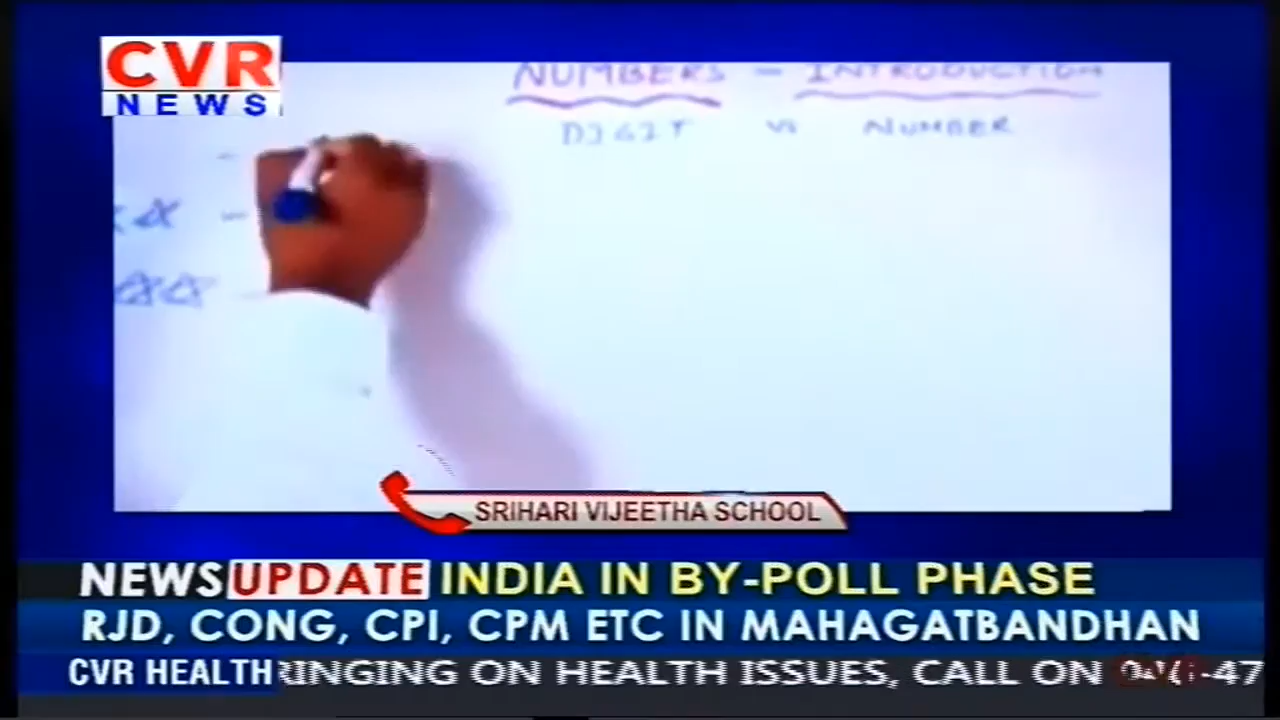 CVR
NEWS
NUMBERS - INTRODUCTION
DIGIT VS NUMBER
SRIHARI VIJEETHA SCHOOL
NEWS UPDATE INDIA IN BY-POLL PHASE
RJD, CONG, CPI, CPM ETC IN MAHAGATBANDHAN
CVR HEALTH RINGING ON HEALTH ISSUES, CALL ON